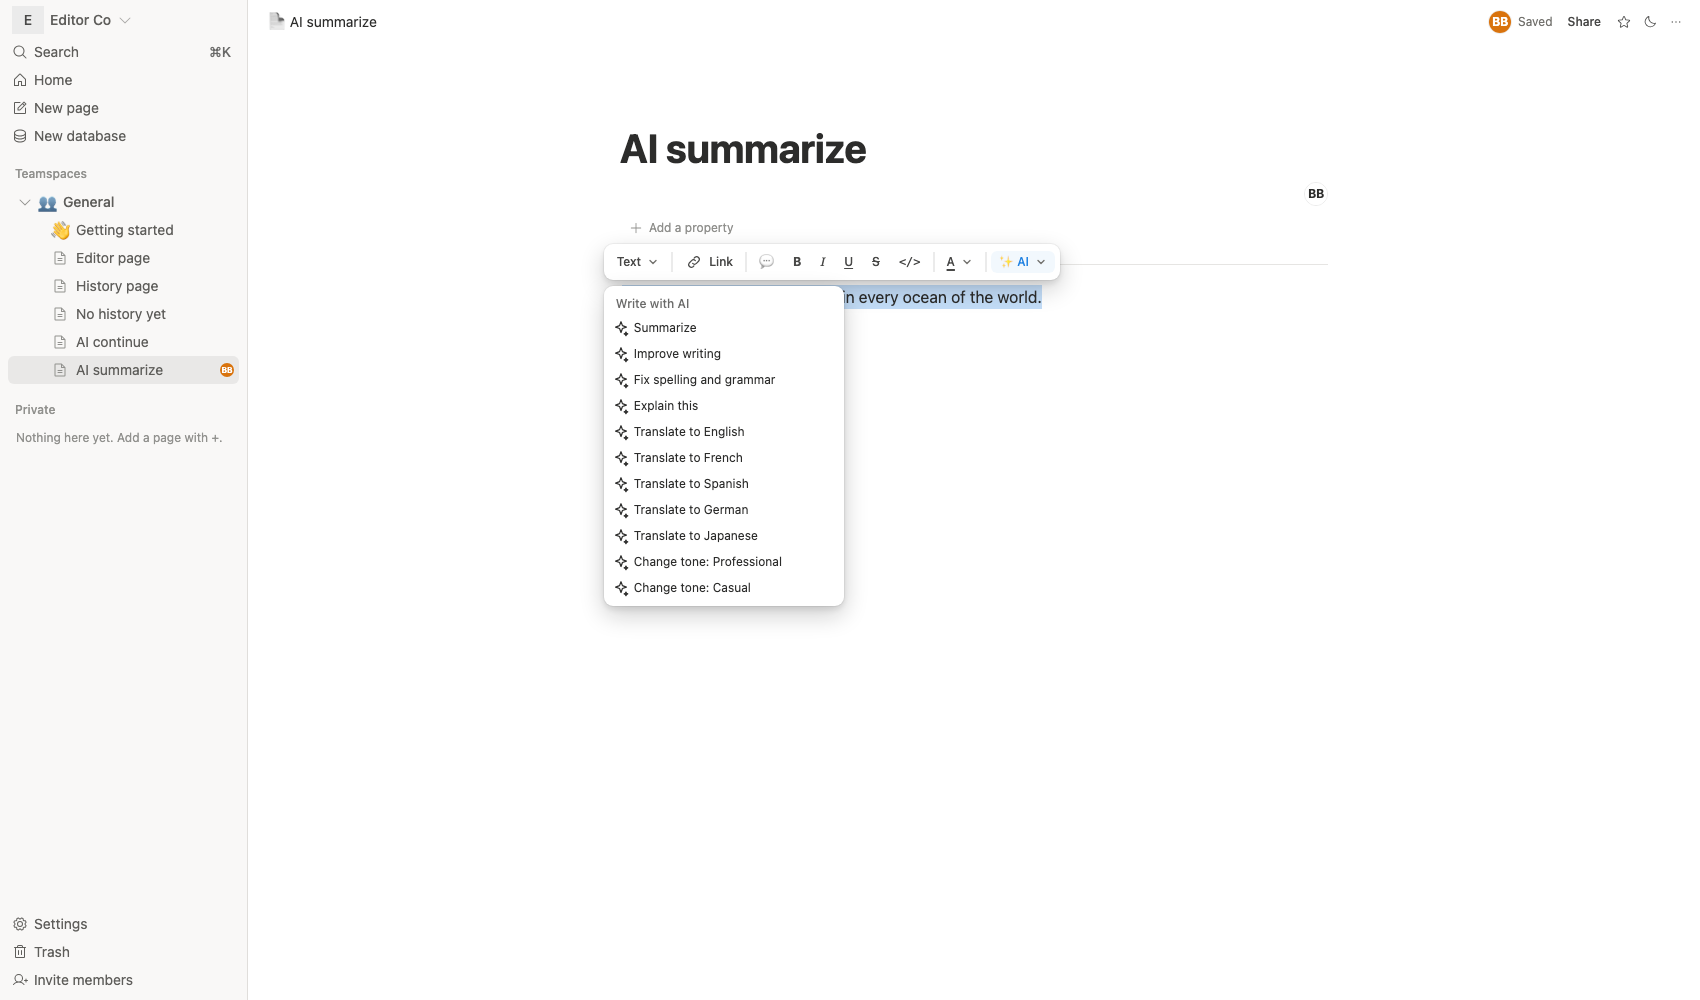 E Editor Co
AI summarize
BB Saved Share ···
Search ⌘K
Home
New page
New database
Teamspaces
General
Getting started
Editor page
History page
No history yet
AI continue
AI summarize BB
Private
Nothing here yet. Add a page with +.
Settings
Trash
Invite members
AI summarize
BB
+ Add a property
Text Link B I U S </> A AI
in every ocean of the world.
Write with AI
Summarize
Improve writing
Fix spelling and grammar
Explain this
Translate to English
Translate to French
Translate to Spanish
Translate to German
Translate to Japanese
Change tone: Professional
Change tone: Casual